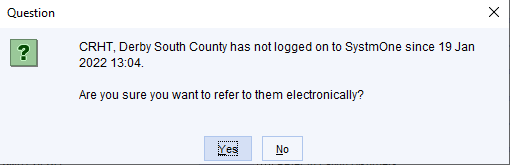 Question
CRHT, Derby South County has not logged on to SystmOne since 19 Jan
2022 13:04.
Are you sure you want to refer to them electronically?
Yes
No